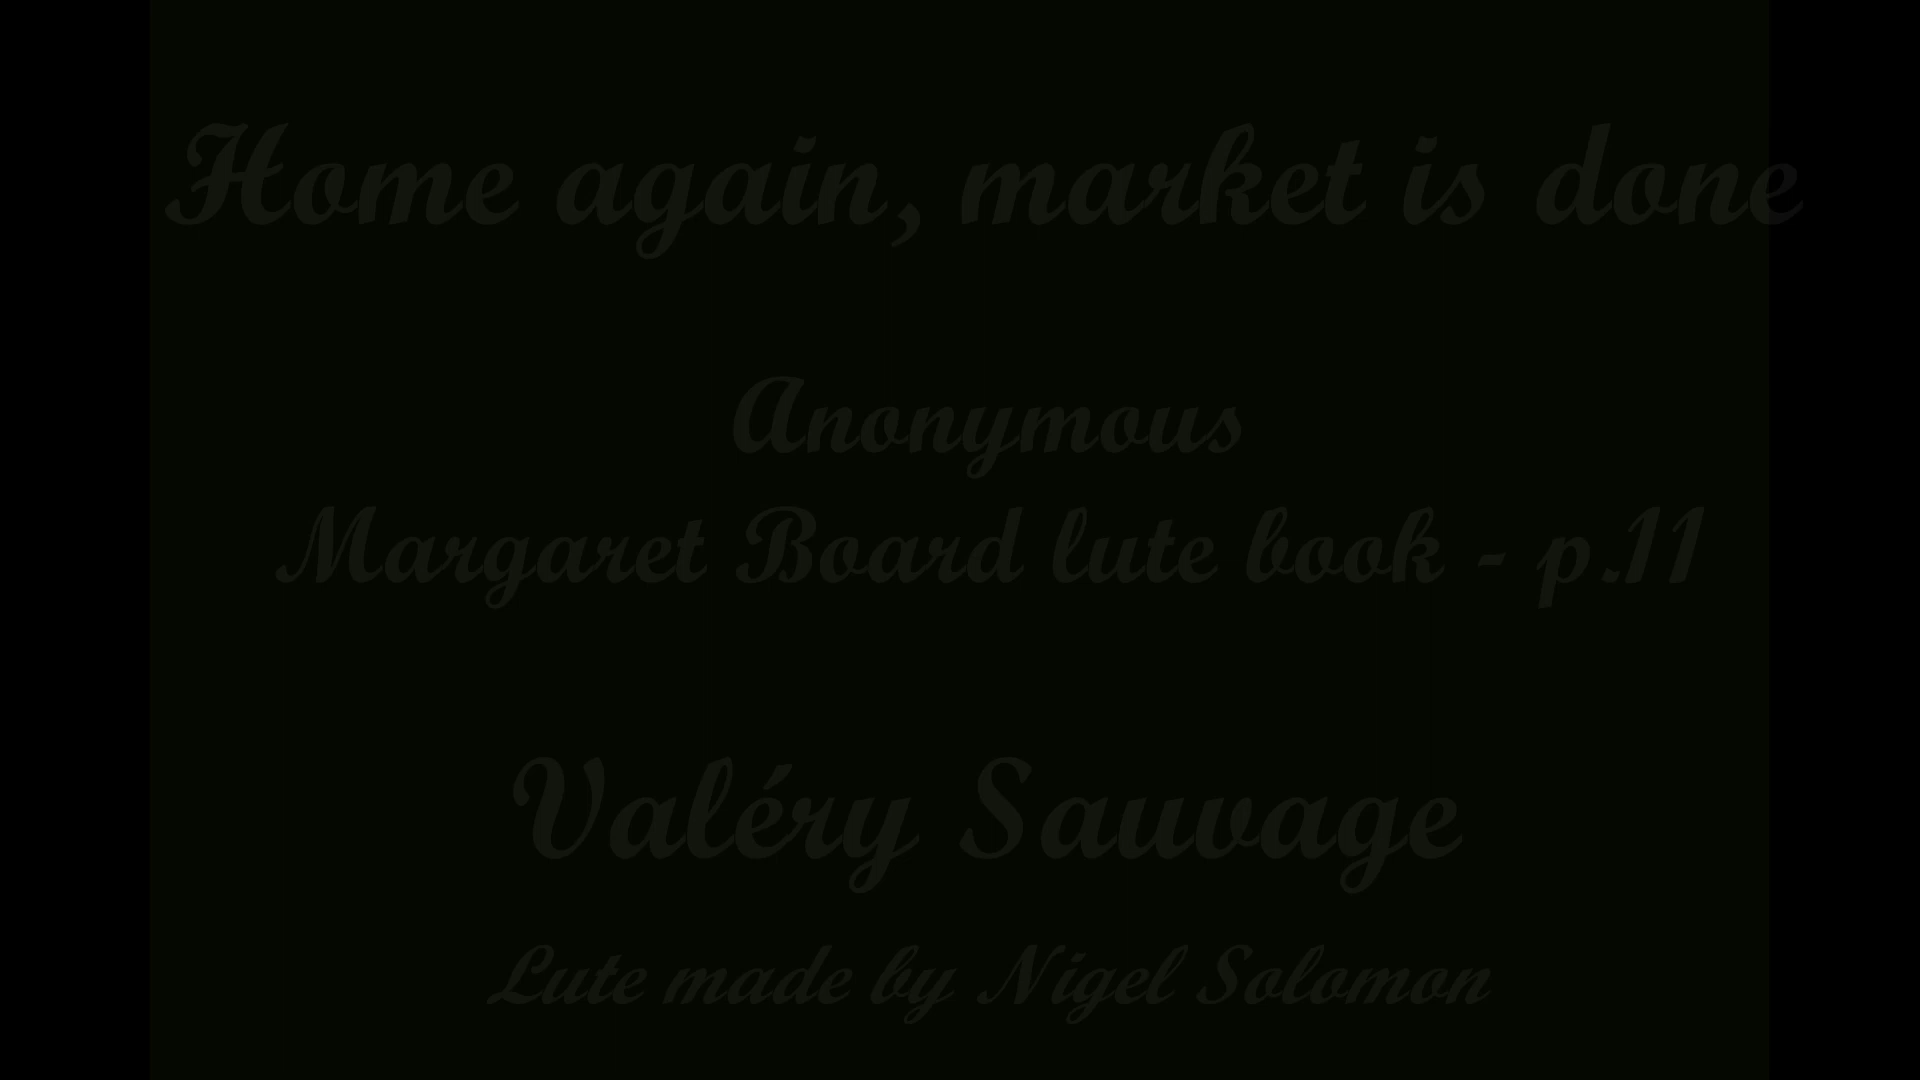 Home again, market is done
Anonymous
Margaret Board lute book - p.11
Valéry Sauvage
Lute made by Nigel Solomon